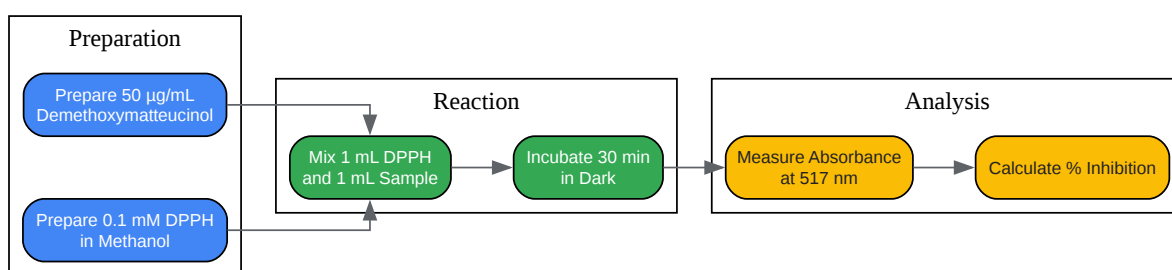 Preparation
Prepare 50 µg/mL
Demethoxymatteucinol
Prepare 0.1 mM DPPH
in Methanol
Reaction
Mix 1 mL DPPH
and 1 mL Sample
Incubate 30 min
in Dark
Analysis
Measure Absorbance
at 517 nm
Calculate % Inhibition